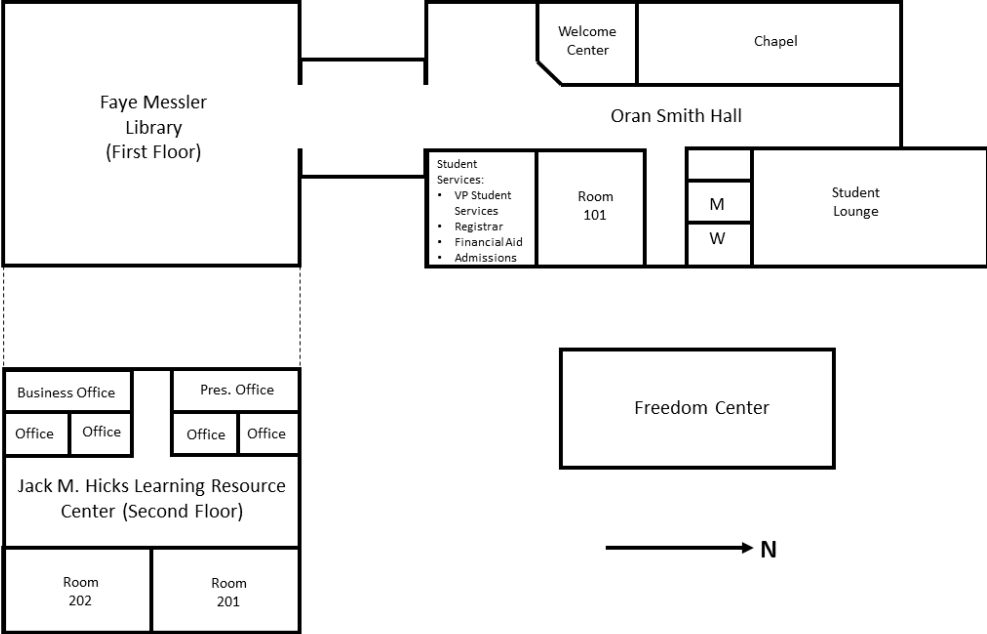 Faye Messler
Library
(First Floor)
Welcome
Center
Chapel
Oran Smith Hall
Student
Services:
• VP Student
Services
• Registrar
• Financial Aid
• Admissions
Room
101
M
W
Student
Lounge
Business Office
Pres. Office
Office
Office
Office
Office
Jack M. Hicks Learning Resource
Center (Second Floor)
Room
202
Room
201
Freedom Center
N